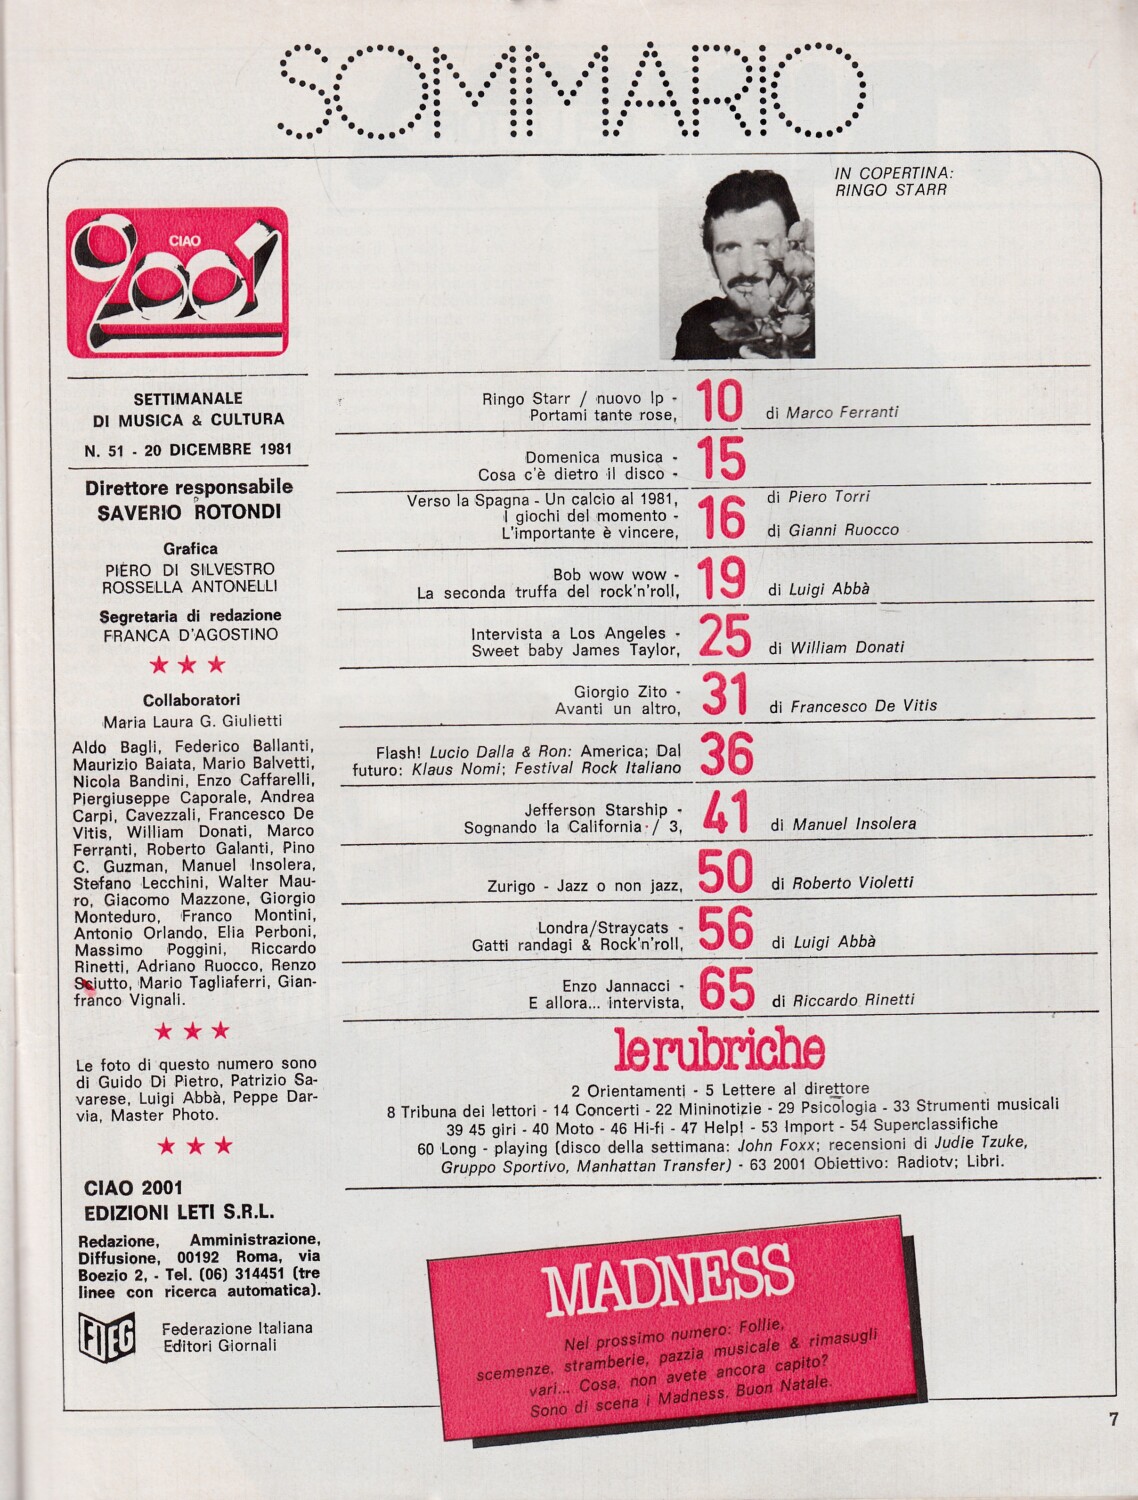 SOMMARIO
IN COPERTINA:
RINGO STARR
CIAO
2001
SETTIMANALE
DI MUSICA & CULTURA
N. 51 - 20 DICEMBRE 1981
Direttore responsabile
SAVERIO ROTONDI
Grafica
PIERO DI SILVESTRO
ROSSELLA ANTONELLI
Segretaria di redazione
FRANCA D'AGOSTINO
Collaboratori
Maria Laura G. Giulietti
Aldo Bagli, Federico Ballanti,
Maurizio Baiata, Mario Balvetti,
Nicola Bandini, Enzo Caffarelli,
Piergiuseppe Caporale, Andrea
Carpi, Cavezzali, Francesco De
Vitis, William Donati, Marco
Ferranti, Roberto Galanti, Pino
C. Guzman, Manuel Insolera,
Stefano Lecchini, Walter Mau-
ro, Giacomo Mazzone, Giorgio
Monteduro, Franco Montini,
Antonio Orlando, Elia Perboni,
Massimo Poggini, Riccardo
Rinetti, Adriano Ruocco, Renzo
Sciutto, Mario Tagliaferri, Gian-
franco Vignali.
Le foto di questo numero sono
di Guido Di Pietro, Patrizio Sa-
varese, Luigi Abbà, Peppe Dar-
via, Master Photo.
CIAO 2001
EDIZIONI LETI S.R.L.
Redazione, Amministrazione,
Diffusione, 00192 Roma, via
Boezio 2, - Tel. (06) 314451 (tre
linee con ricerca automatica).
FIEG
Federazione Italiana
Editori Giornali
Ringo Starr / nuovo lp -
Portami tante rose, 10 di Marco Ferranti
Domenica musica -
Cosa c'è dietro il disco - 15
Verso la Spagna - Un calcio al 1981, di Piero Torri
I giochi del momento - 16
L'importante è vincere, di Gianni Ruocco
Bob wow wow -
La seconda truffa del rock'n'roll, 19 di Luigi Abbà
Intervista a Los Angeles -
Sweet baby James Taylor, 25 di William Donati
Giorgio Zito -
Avanti un altro, 31 di Francesco De Vitis
Flash! Lucio Dalla & Ron: America; Dal
futuro: Klaus Nomi; Festival Rock Italiano 36
Jefferson Starship -
Sognando la California / 3, 41 di Manuel Insolera
Zurigo - Jazz o non jazz, 50 di Roberto Violetti
Londra/Straycats -
Gatti randagi & Rock'n'roll, 56 di Luigi Abbà
Enzo Jannacci -
E allora... intervista, 65 di Riccardo Rinetti
le rubriche
2 Orientamenti - 5 Lettere al direttore
8 Tribuna dei lettori - 14 Concerti - 22 Mininotizie - 29 Psicologia - 33 Strumenti musicali
39 45 giri - 40 Moto - 46 Hi-fi - 47 Help! - 53 Import - 54 Superclassifiche
60 Long - playing (disco della settimana: John Foxx; recensioni di Judie Tzuke,
Gruppo Sportivo, Manhattan Transfer) - 63 2001 Obiettivo: Radiotv; Libri.
MADNESS
Nel prossimo numero: Follie,
scemenze, stramberie, pazzia musicale & rimasugli
vari... Cosa, non avete ancora capito?
Sono di scena i Madness. Buon Natale.
7